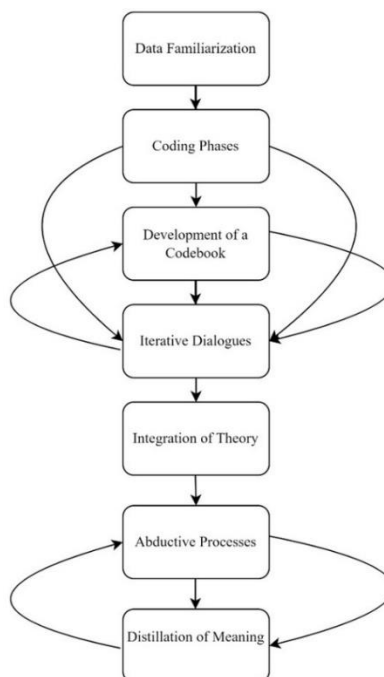 Data Familiarization
Coding Phases
Development of a
Codebook
Iterative Dialogues
Integration of Theory
Abductive Processes
Distillation of Meaning